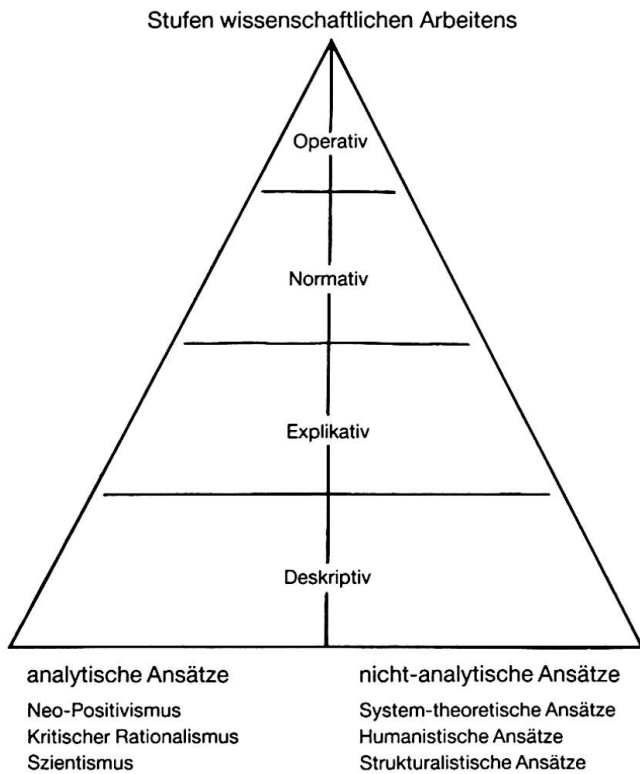 Stufen wissenschaftlichen Arbeitens
Operativ
Normativ
Explikativ
Deskriptiv
analytische Ansätze
Neo-Positivismus
Kritischer Rationalismus
Szientismus
nicht-analytische Ansätze
System-theoretische Ansätze
Humanistische Ansätze
Strukturalistische Ansätze